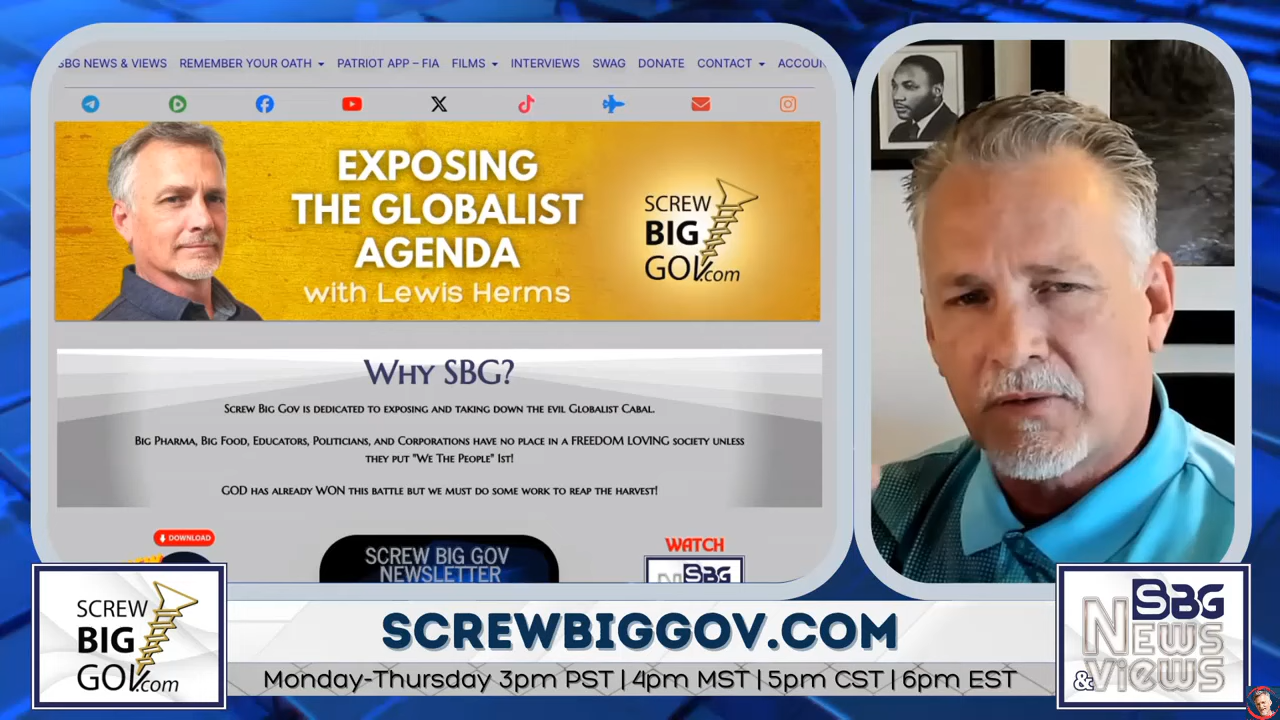 SBG NEWS & VIEWS REMEMBER YOUR OATH PATRIOT APP – FIA FILMS INTERVIEWS SWAG DONATE CONTACT
EXPOSING
THE GLOBALIST
AGENDA
with Lewis Herms
SCREW
BIG
GOV.com
WHY SBG?
SCREW BIG GOV IS DEDICATED TO EXPOSING AND TAKING DOWN THE EVIL GLOBALIST CABAL.
BIG PHARMA, BIG FOOD, EDUCATORS, POLITICIANS, AND CORPORATIONS HAVE NO PLACE IN A FREEDOM LOVING SOCIETY UNLESS
THEY PUT "WE THE PEOPLE" 1ST!
GOD HAS ALREADY WON THIS BATTLE BUT WE MUST DO SOME WORK TO REAP THE HARVEST!
DOWNLOAD
SCREW BIG GOV
NEWSLETTER
WATCH
SBG
SCREW
BIG
GOV.com
SCREWBIGGOV.COM
Monday-Thursday 3pm PST | 4pm MST | 5pm CST | 6pm EST
SBG
NEWS
& VIEWS